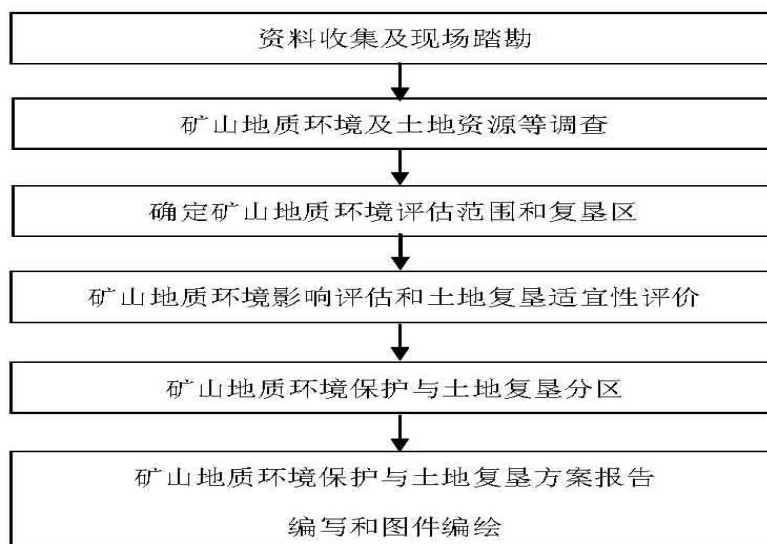 资料收集及现场踏勘
矿山地质环境及土地资源等调查
确定矿山地质环境评估范围和复垦区
矿山地质环境影响评估和土地复垦适宜性评价
矿山地质环境保护与土地复垦分区
矿山地质环境保护与土地复垦方案报告
编写和图件编绘